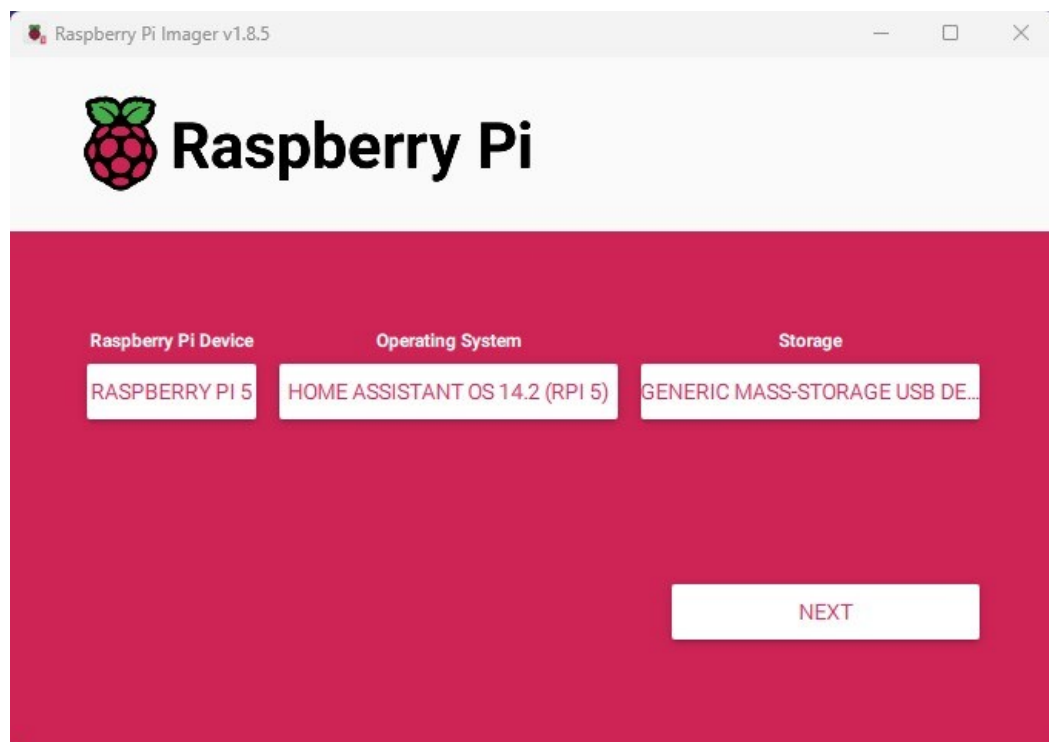 Raspberry Pi Imager v1.8.5
Raspberry Pi
Raspberry Pi Device
Operating System
Storage
RASPBERRY PI 5
HOME ASSISTANT OS 14.2 (RPI 5)
GENERIC MASS-STORAGE USB DE...
NEXT